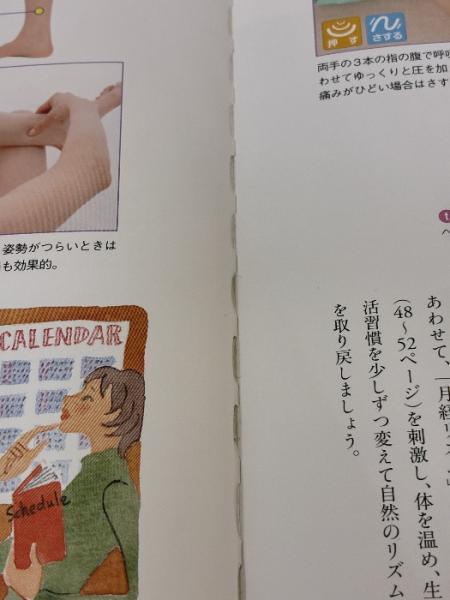 姿勢がつらいときは
も効果的。
CALENDAR
Schedule
押す
さする
両手の3本の指の腹で呼吸
わせてゆっくりと圧を加
痛みがひどい場合はさす
あわせて、「月経
(48〜52ページ)を刺激し、体を温め、生
活習慣を少しずつ変えて自然のリズム
を取り戻しましょう。